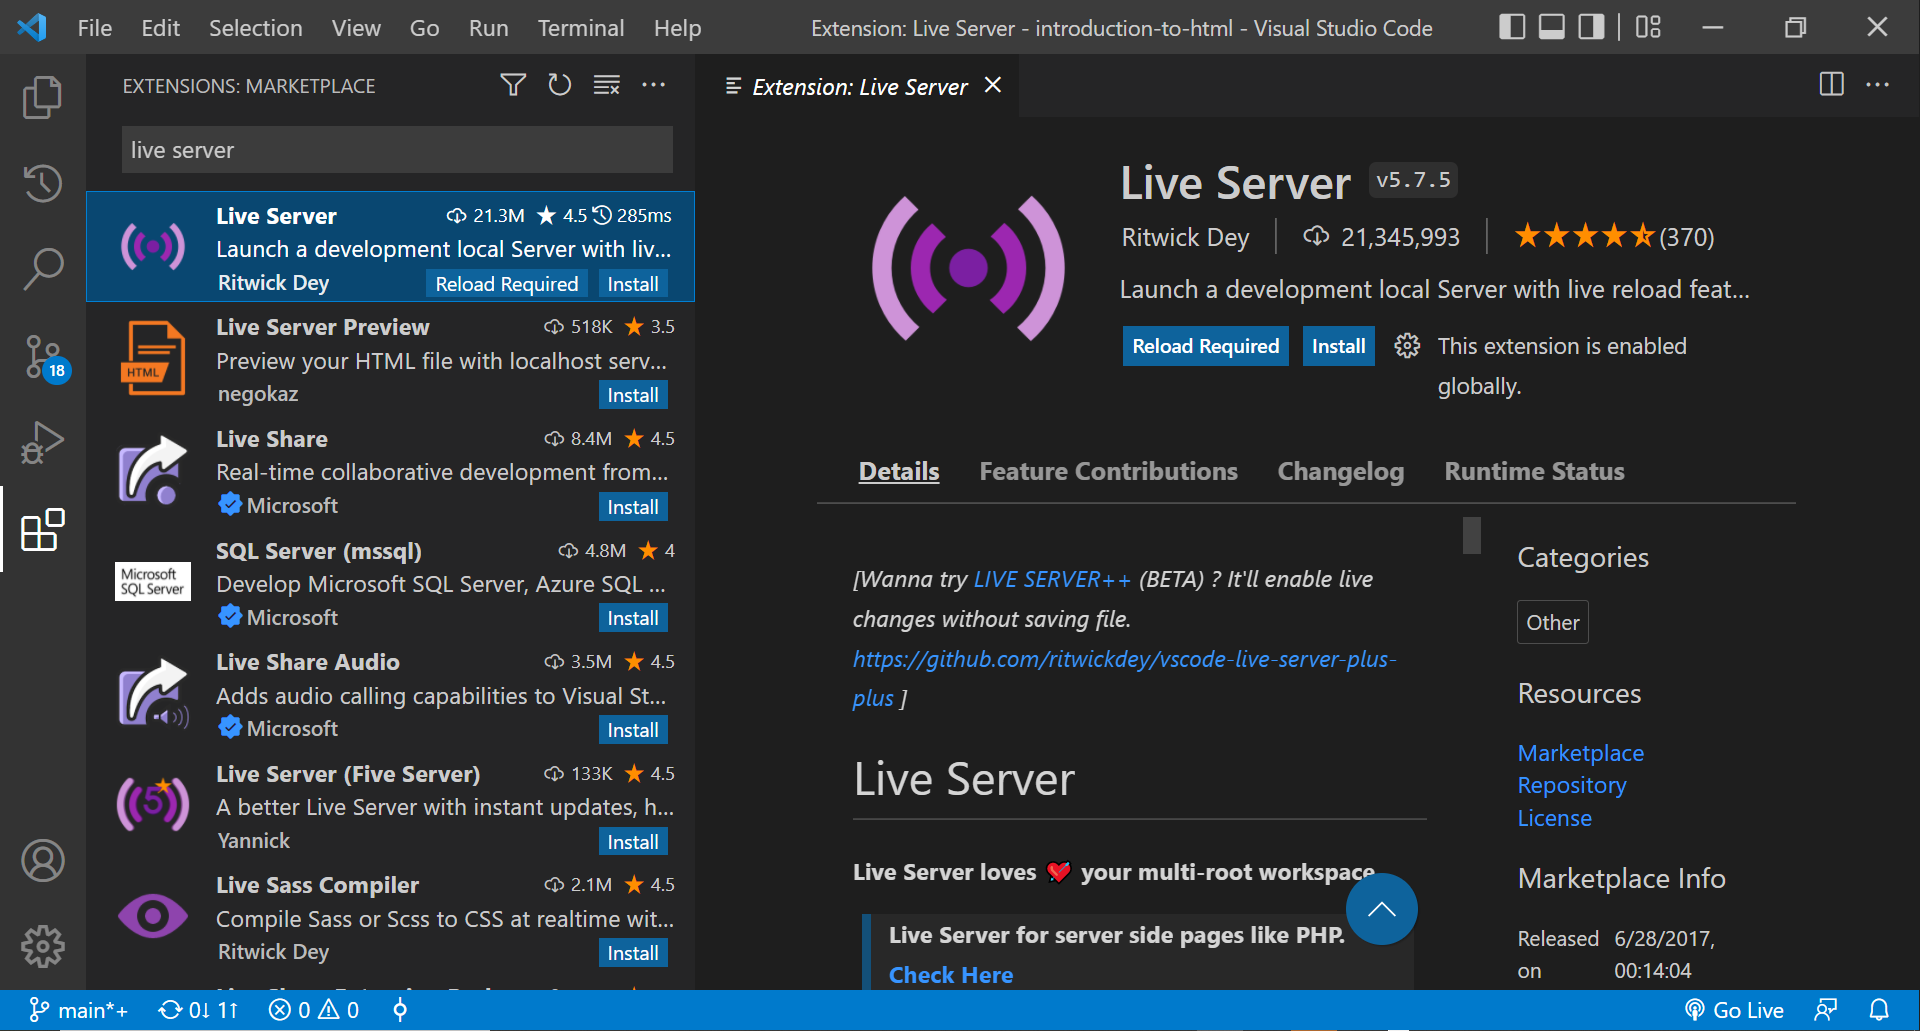 File Edit Selection View Go Run Terminal Help
Extension: Live Server - introduction-to-html - Visual Studio Code
EXTENSIONS: MARKETPLACE
live server
Live Server 21.3M 4.5 285ms
Launch a development local Server with liv...
Ritwick Dey Reload Required Install
Live Server Preview 518K 3.5
Preview your HTML file with localhost serv...
HTML
negokaz Install
Live Share 8.4M 4.5
Real-time collaborative development from...
Microsoft Install
SQL Server (mssql) 4.8M 4
Microsoft
SQL Server
Develop Microsoft SQL Server, Azure SQL ...
Microsoft Install
Live Share Audio 3.5M 4.5
Adds audio calling capabilities to Visual St...
Microsoft Install
Live Server (Five Server) 133K 4.5
5
A better Live Server with instant updates, h...
Yannick Install
Live Sass Compiler 2.1M 4.5
Compile Sass or Scss to CSS at realtime wit...
Ritwick Dey Install
18
Extension: Live Server
Live Server v5.7.5
Ritwick Dey 21,345,993 (370)
Launch a development local Server with live reload feat...
Reload Required Install This extension is enabled
globally.
Details Feature Contributions Changelog Runtime Status
[Wanna try LIVE SERVER++ (BETA) ? It'll enable live
changes without saving file.
https://github.com/ritwickdey/vscode-live-server-plus-
plus ]
Live Server
Live Server loves 💘 your multi-root workspace
Live Server for server side pages like PHP.
Check Here
Categories
Other
Resources
Marketplace
Repository
License
Marketplace Info
Released 6/28/2017,
on 00:14:04
main*+ 0↓ 1↑ 0 0
Go Live